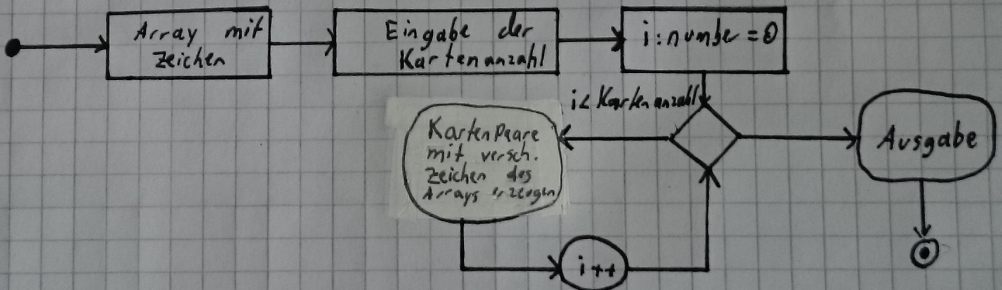 Array mit
Zeichen
Eingabe der
Kartenanzahl
i:number = 0
i < Kartenanzahl
KartenPaare
mit versch.
Zeichen des
Arrays erzeugen
Ausgabe
i++